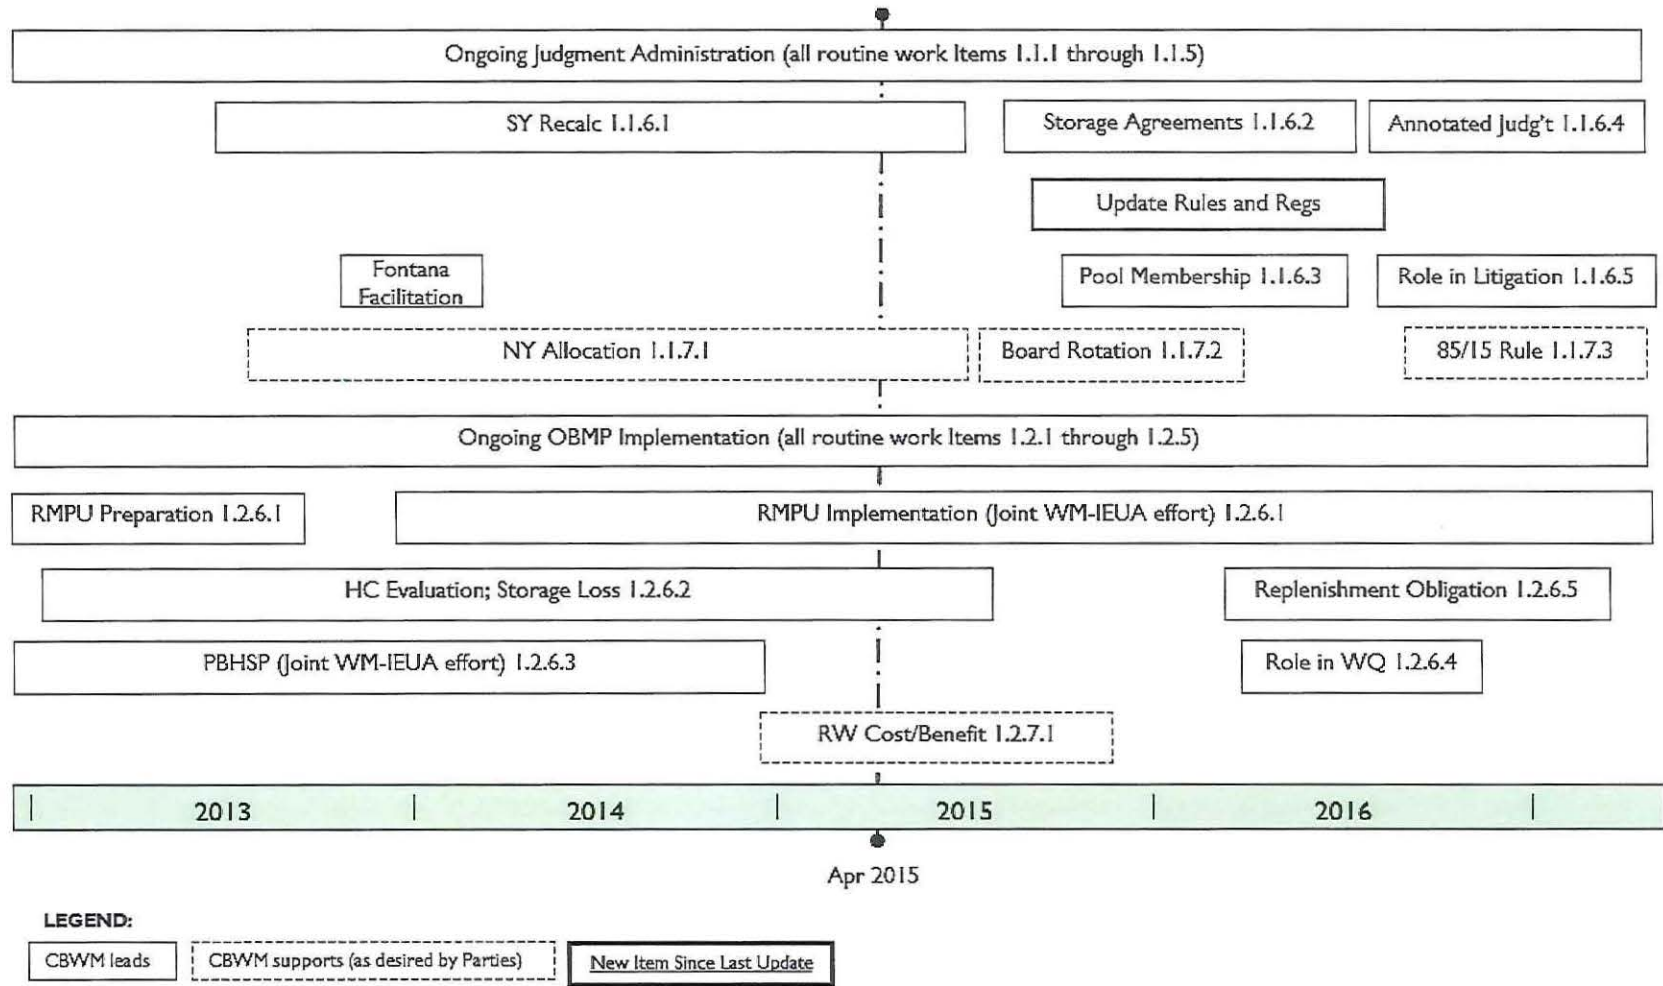 Ongoing Judgment Administration (all routine work Items 1.1.1 through 1.1.5)
SY Recalc 1.1.6.1
Storage Agreements 1.1.6.2
Annotated Judg't 1.1.6.4
Update Rules and Regs
Fontana
Facilitation
Pool Membership 1.1.6.3
Role in Litigation 1.1.6.5
NY Allocation 1.1.7.1
Board Rotation 1.1.7.2
85/15 Rule 1.1.7.3
Ongoing OBMP Implementation (all routine work Items 1.2.1 through 1.2.5)
RMPU Preparation 1.2.6.1
RMPU Implementation (Joint WM-IEUA effort) 1.2.6.1
HC Evaluation; Storage Loss 1.2.6.2
Replenishment Obligation 1.2.6.5
PBHSP (Joint WM-IEUA effort) 1.2.6.3
Role in WQ 1.2.6.4
RW Cost/Benefit 1.2.7.1
2013
2014
2015
2016
Apr 2015
LEGEND:
CBWM leads
CBWM supports (as desired by Parties)
New Item Since Last Update